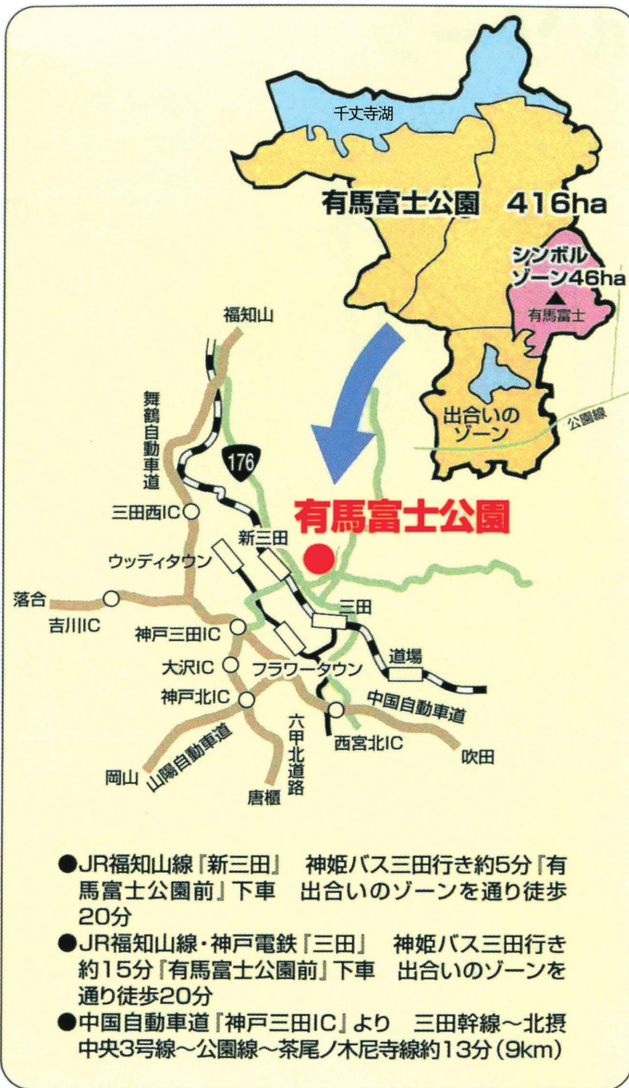 千丈寺湖
有馬富士公園 416ha
シンボル
ゾーン46ha
有馬富士
出合いの
ゾーン
公園線
福知山
舞鶴自動車道
176
三田西IC
有馬富士公園
新三田
ウッディタウン
落合
吉川IC
三田
神戸三田IC
道場
大沢IC
フラワータウン
神戸北IC
中国自動車道
六甲北道路
西宮北IC
山陽自動車道
岡山
吹田
唐櫃
●JR福知山線『新三田』 神姫バス三田行き約5分『有
馬富士公園前』下車 出合いのゾーンを通り徒歩
20分
●JR福知山線・神戸電鉄『三田』 神姫バス三田行き
約15分『有馬富士公園前』下車 出合いのゾーンを
通り徒歩20分
●中国自動車道『神戸三田IC』より 三田幹線～北摂
中央3号線～公園線～茶尾ノ木尼寺線約13分(9km)